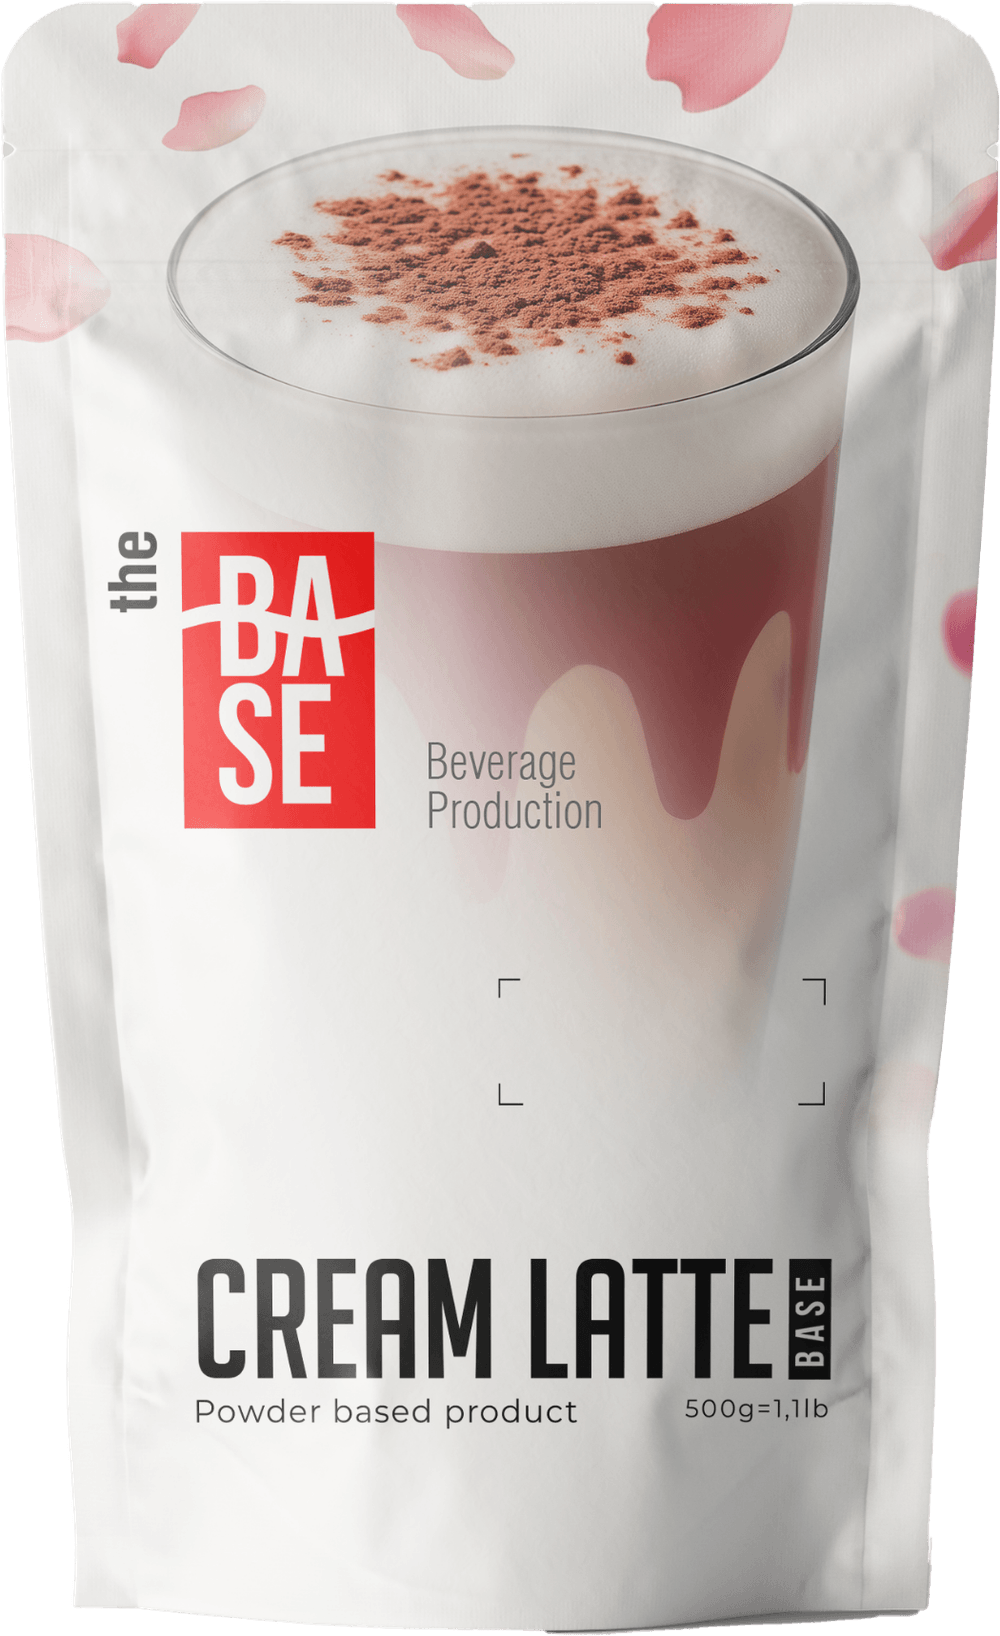 the
BA
SE
Beverage
Production
CREAM LATTE BASE
Powder based product
500g=1,1lb